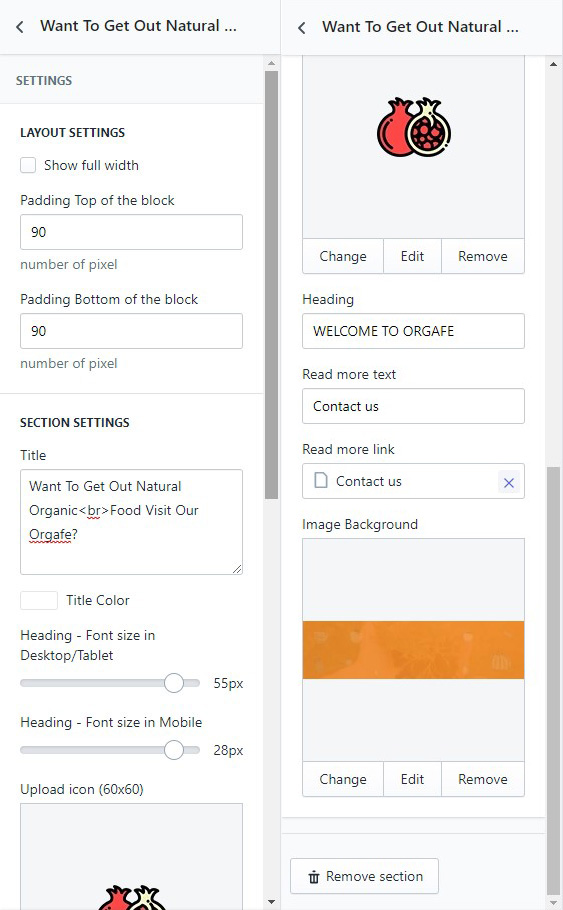 Want To Get Out Natural ...
SETTINGS
LAYOUT SETTINGS
Show full width
Padding Top of the block
90
number of pixel
Padding Bottom of the block
90
number of pixel
SECTION SETTINGS
Title
Want To Get Out Natural
Organic<br>Food Visit Our
Orgafe?
Title Color
Heading - Font size in
Desktop/Tablet
55px
Heading - Font size in Mobile
28px
Upload icon (60x60)
Want To Get Out Natural ...
Change Edit Remove
Heading
WELCOME TO ORGAFE
Read more text
Contact us
Read more link
Contact us
Image Background
Change Edit Remove
Remove section